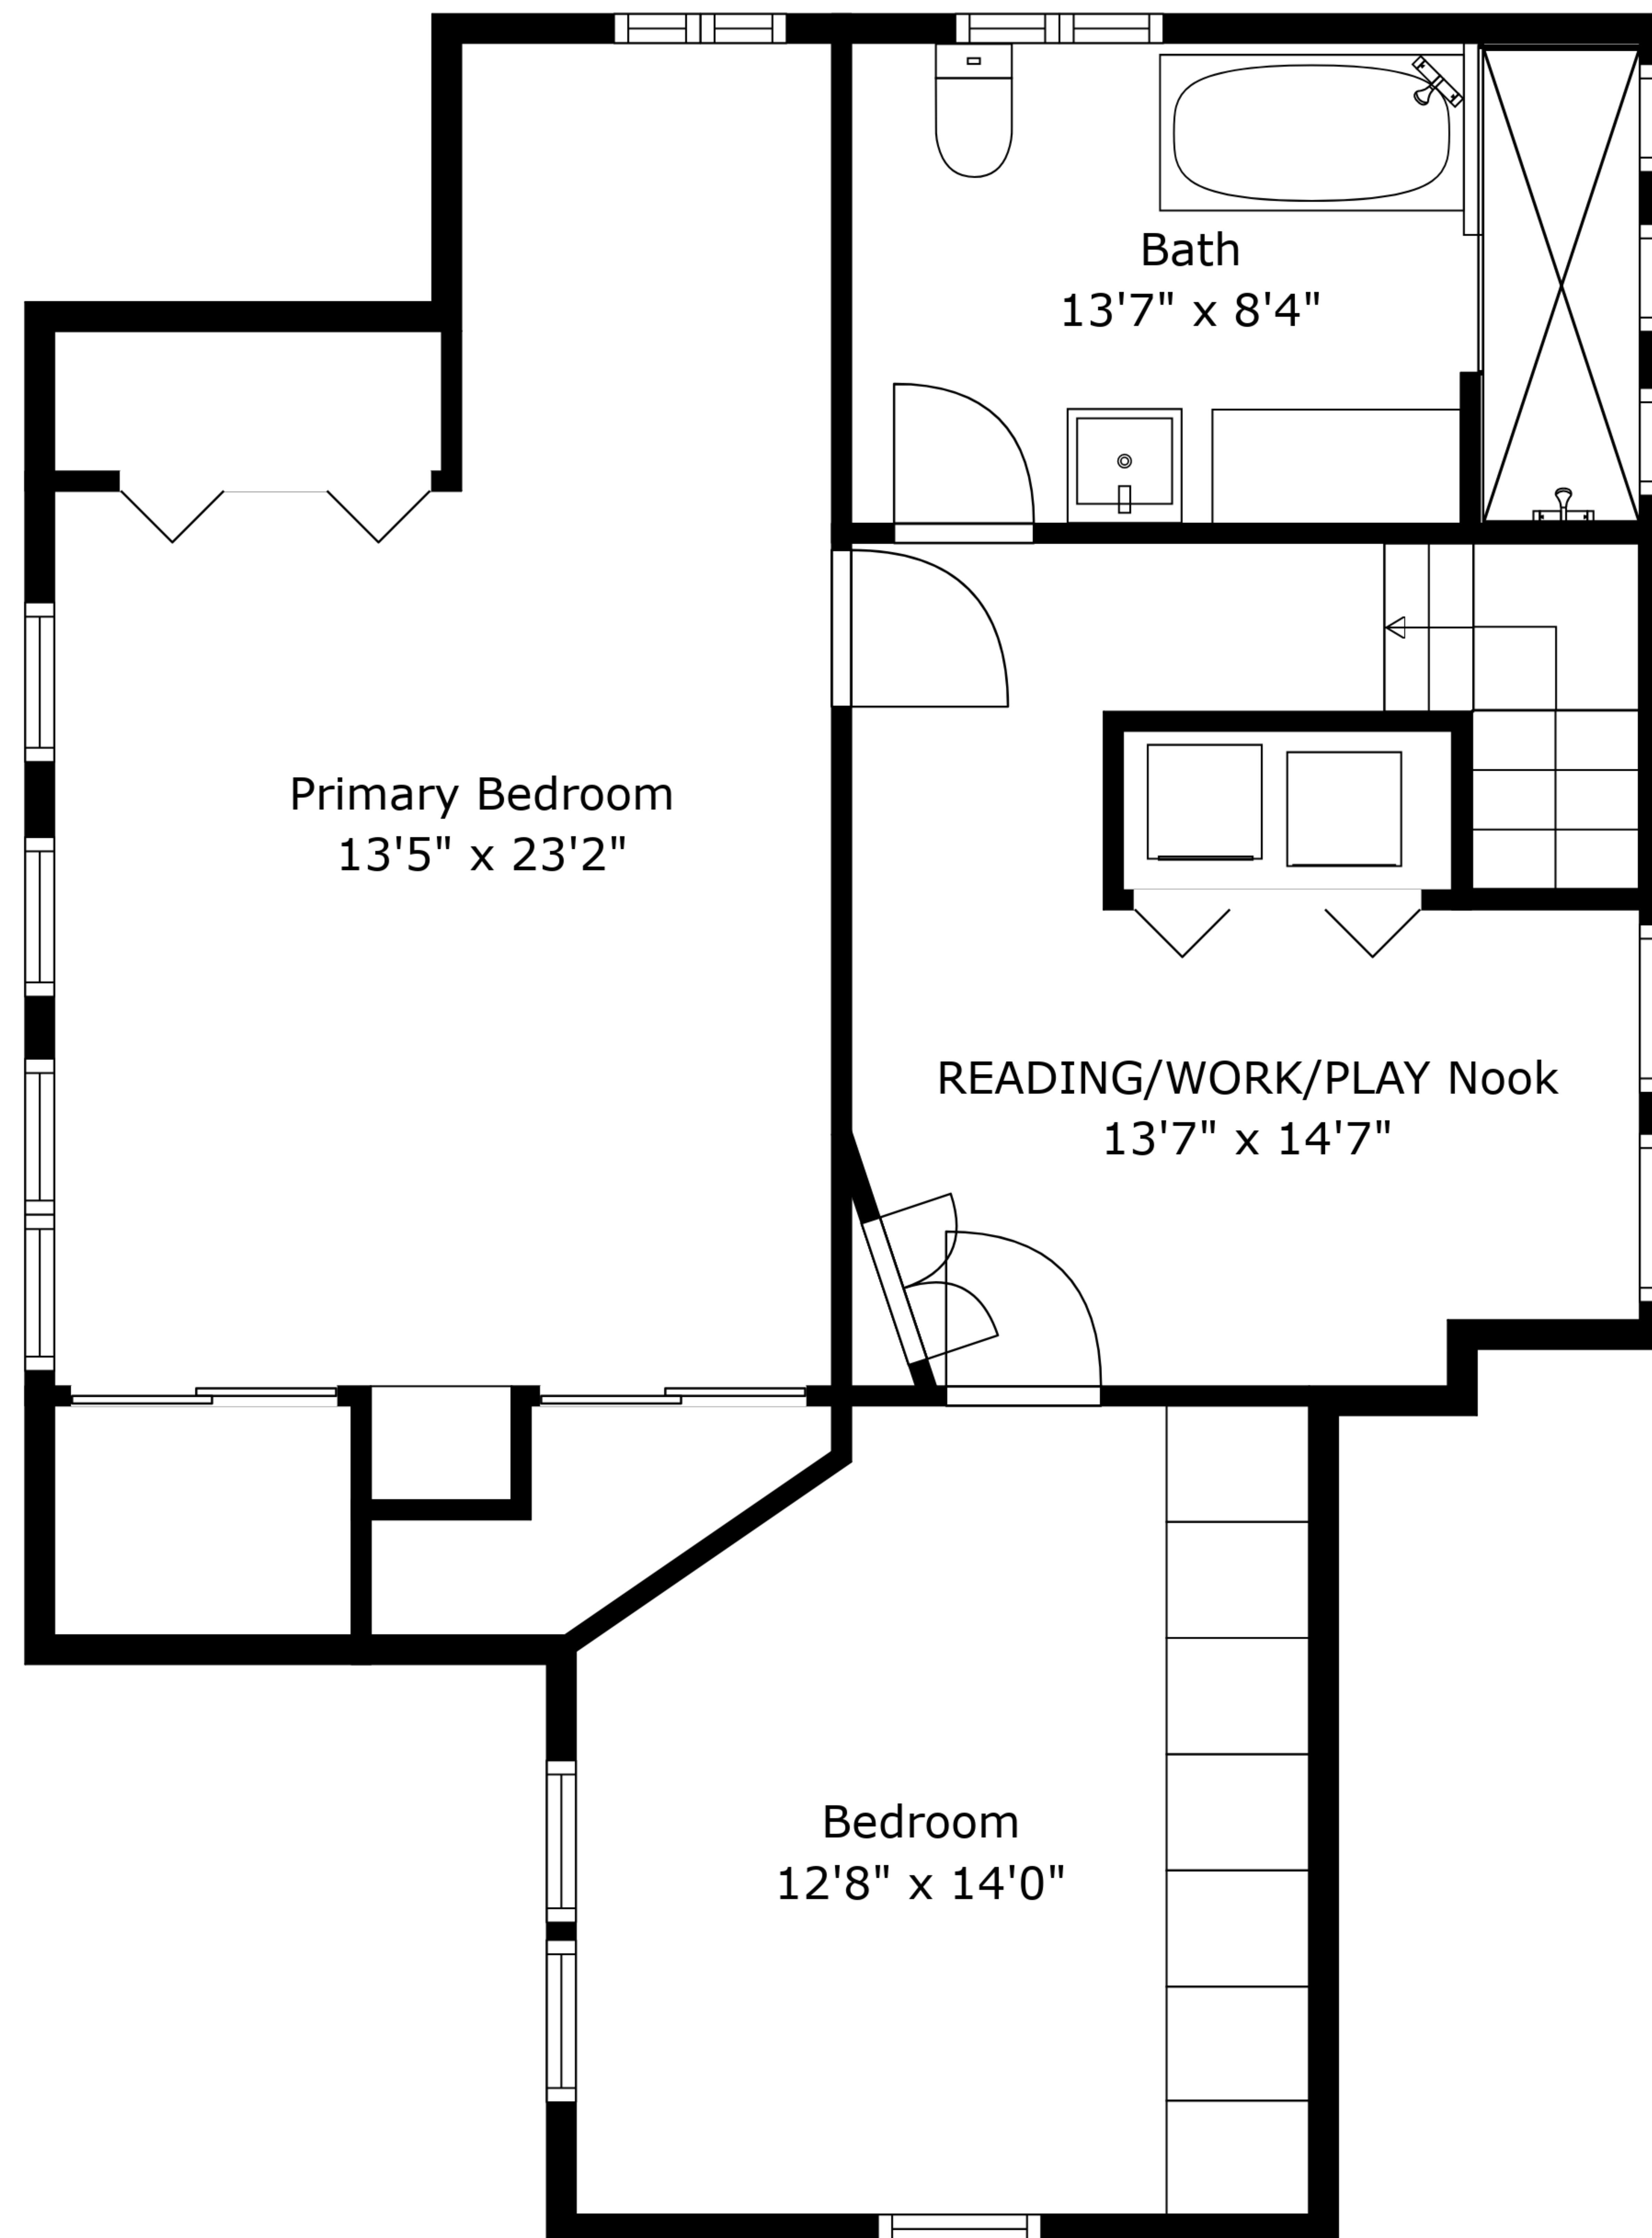 Bath
13'7" x 8'4"
Primary Bedroom
13'5" x 23'2"
READING/WORK/PLAY Nook
13'7" x 14'7"
Bedroom
12'8" x 14'0"